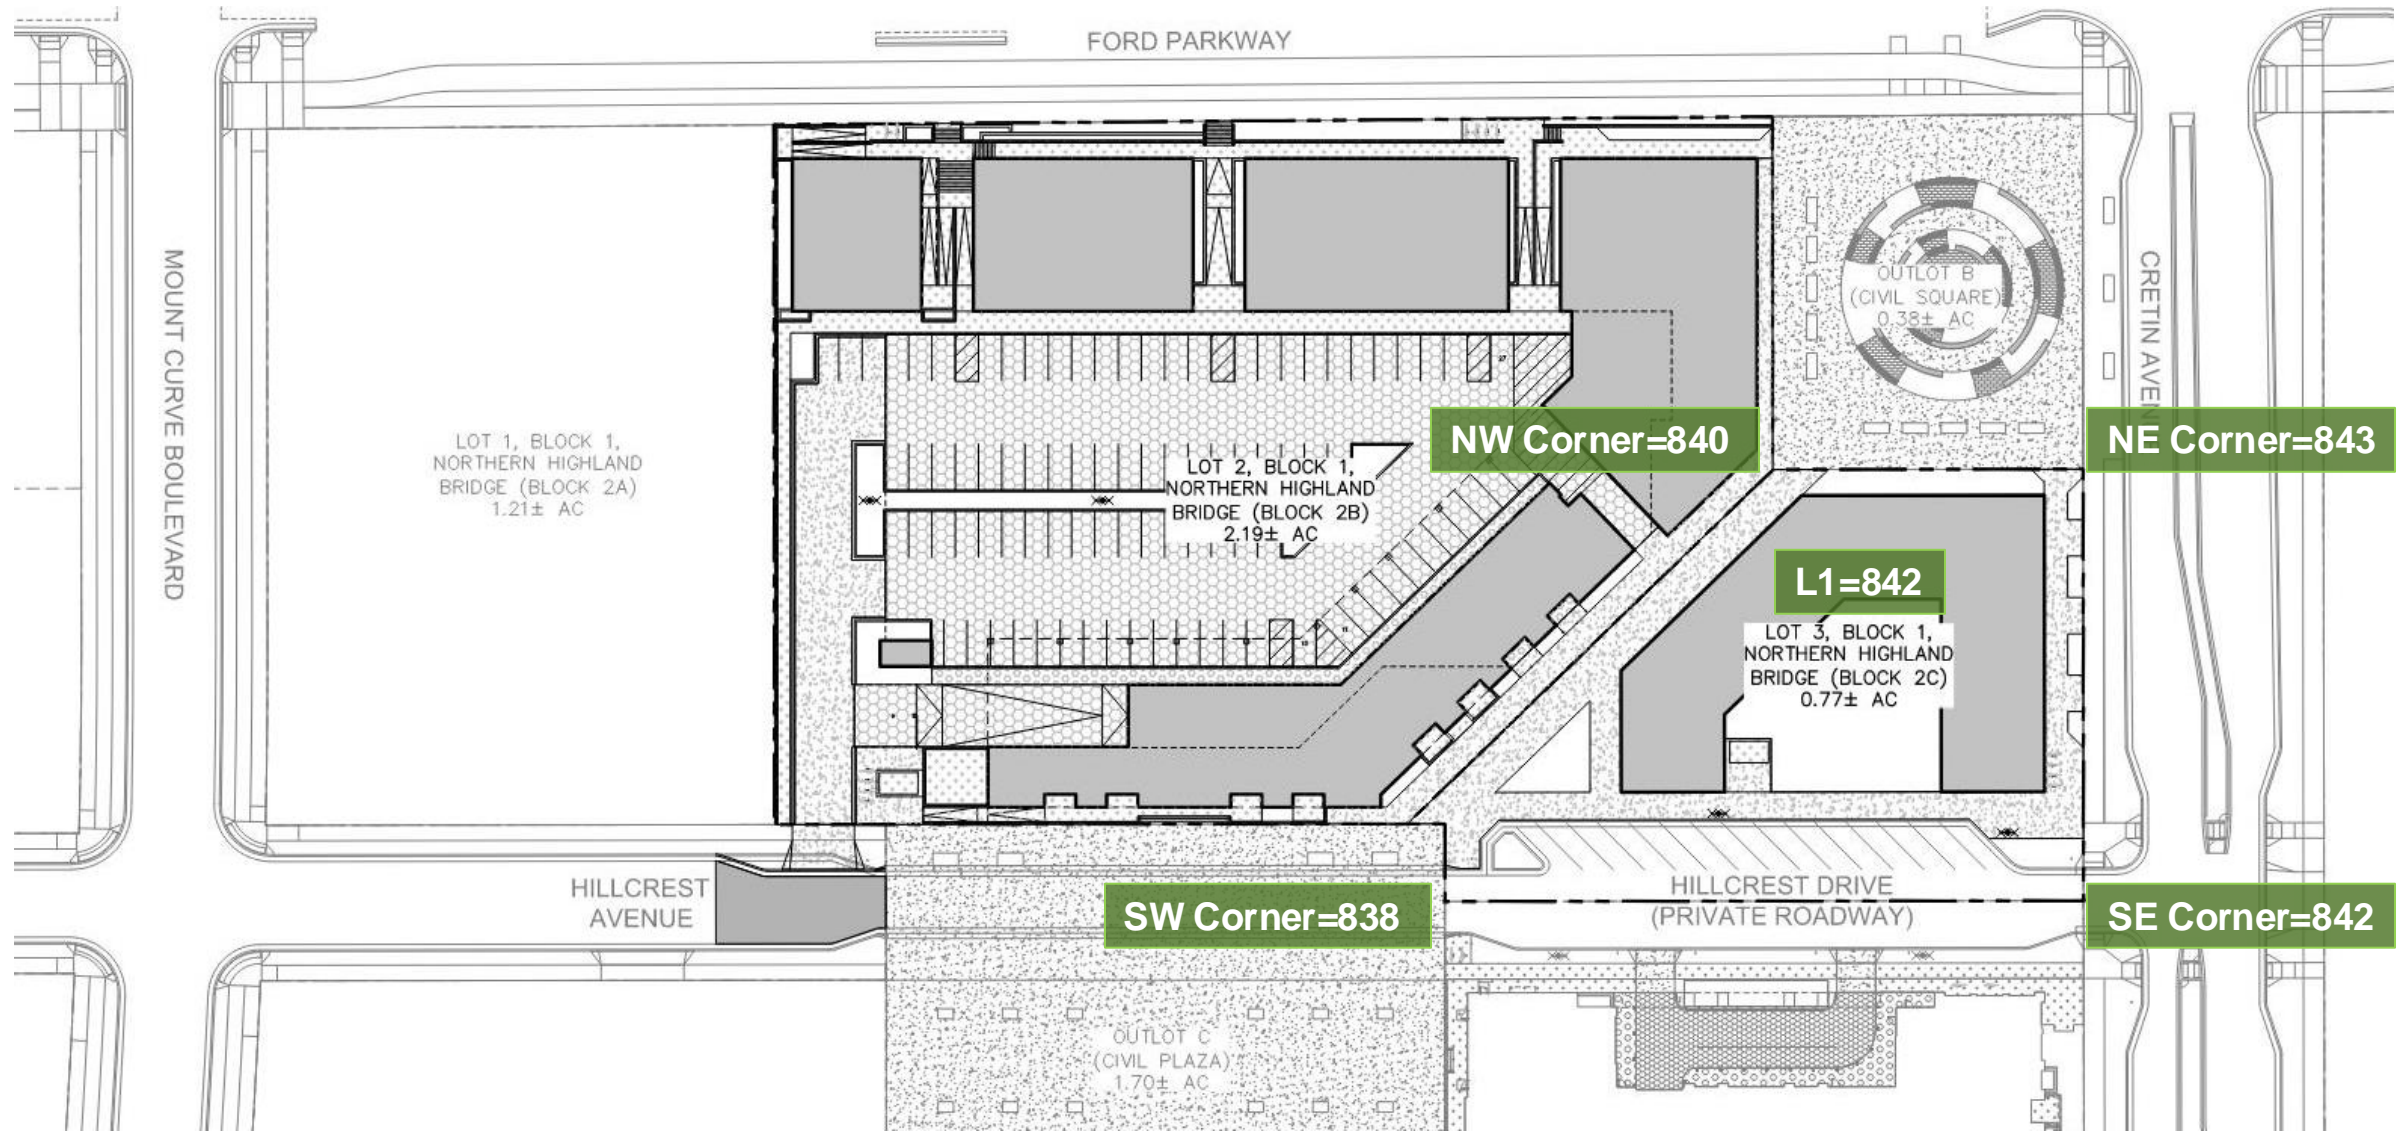 FORD PARKWAY
MOUNT CURVE BOULEVARD
CRETIN AVEN
OUTLOT B
(CIVIL SQUARE)
0.38± AC
NW Corner=840
NE Corner=843
LOT 1, BLOCK 1,
NORTHERN HIGHLAND
BRIDGE (BLOCK 2A)
1.21± AC
LOT 2, BLOCK 1,
NORTHERN HIGHLAND
BRIDGE (BLOCK 2B)
2.19± AC
L1=842
LOT 3, BLOCK 1,
NORTHERN HIGHLAND
BRIDGE (BLOCK 2C)
0.77± AC
HILLCREST
AVENUE
SW Corner=838
HILLCREST DRIVE
(PRIVATE ROADWAY)
SE Corner=842
OUTLOT C
(CIVIL PLAZA)
1.70± AC